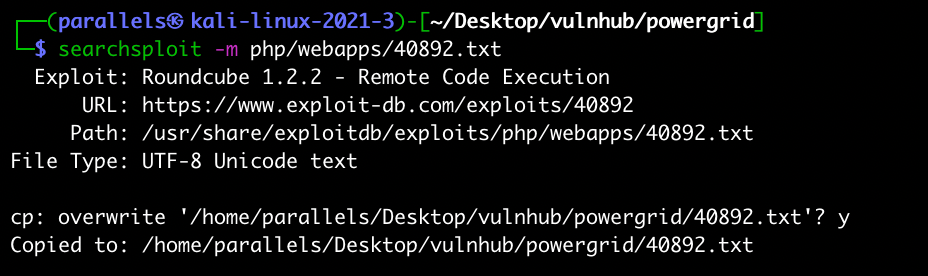 ┌──(parallels㉿kali-linux-2021-3)-[~/Desktop/vulnhub/powergrid]
└─$ searchsploit -m php/webapps/40892.txt
  Exploit: Roundcube 1.2.2 - Remote Code Execution
      URL: https://www.exploit-db.com/exploits/40892
     Path: /usr/share/exploitdb/exploits/php/webapps/40892.txt
File Type: UTF-8 Unicode text

cp: overwrite '/home/parallels/Desktop/vulnhub/powergrid/40892.txt'? y
Copied to: /home/parallels/Desktop/vulnhub/powergrid/40892.txt